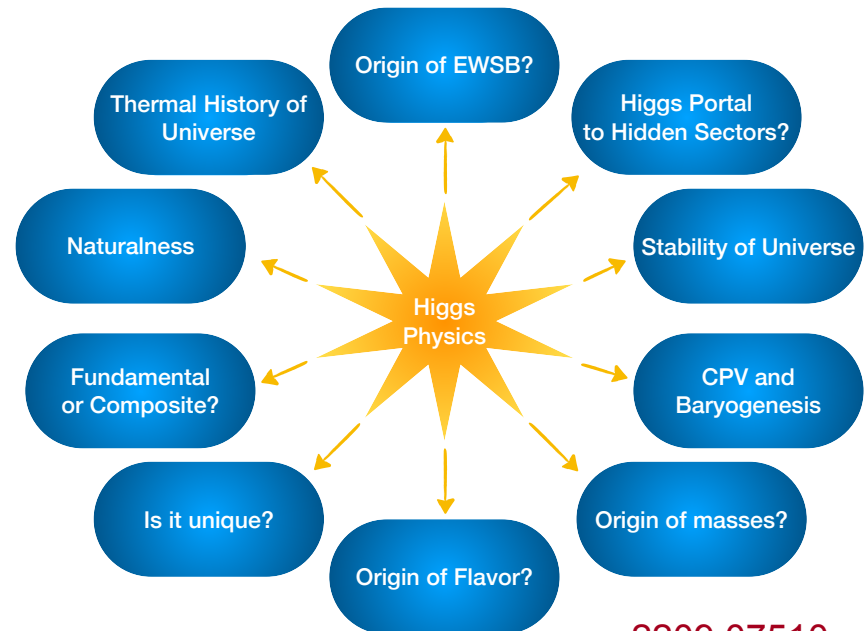 Origin of EWSB?
Thermal History of
Universe
Higgs Portal
to Hidden Sectors?
Naturalness
Stability of Universe
Higgs
Physics
Fundamental
or Composite?
CPV and
Baryogenesis
Is it unique?
Origin of masses?
Origin of Flavor?